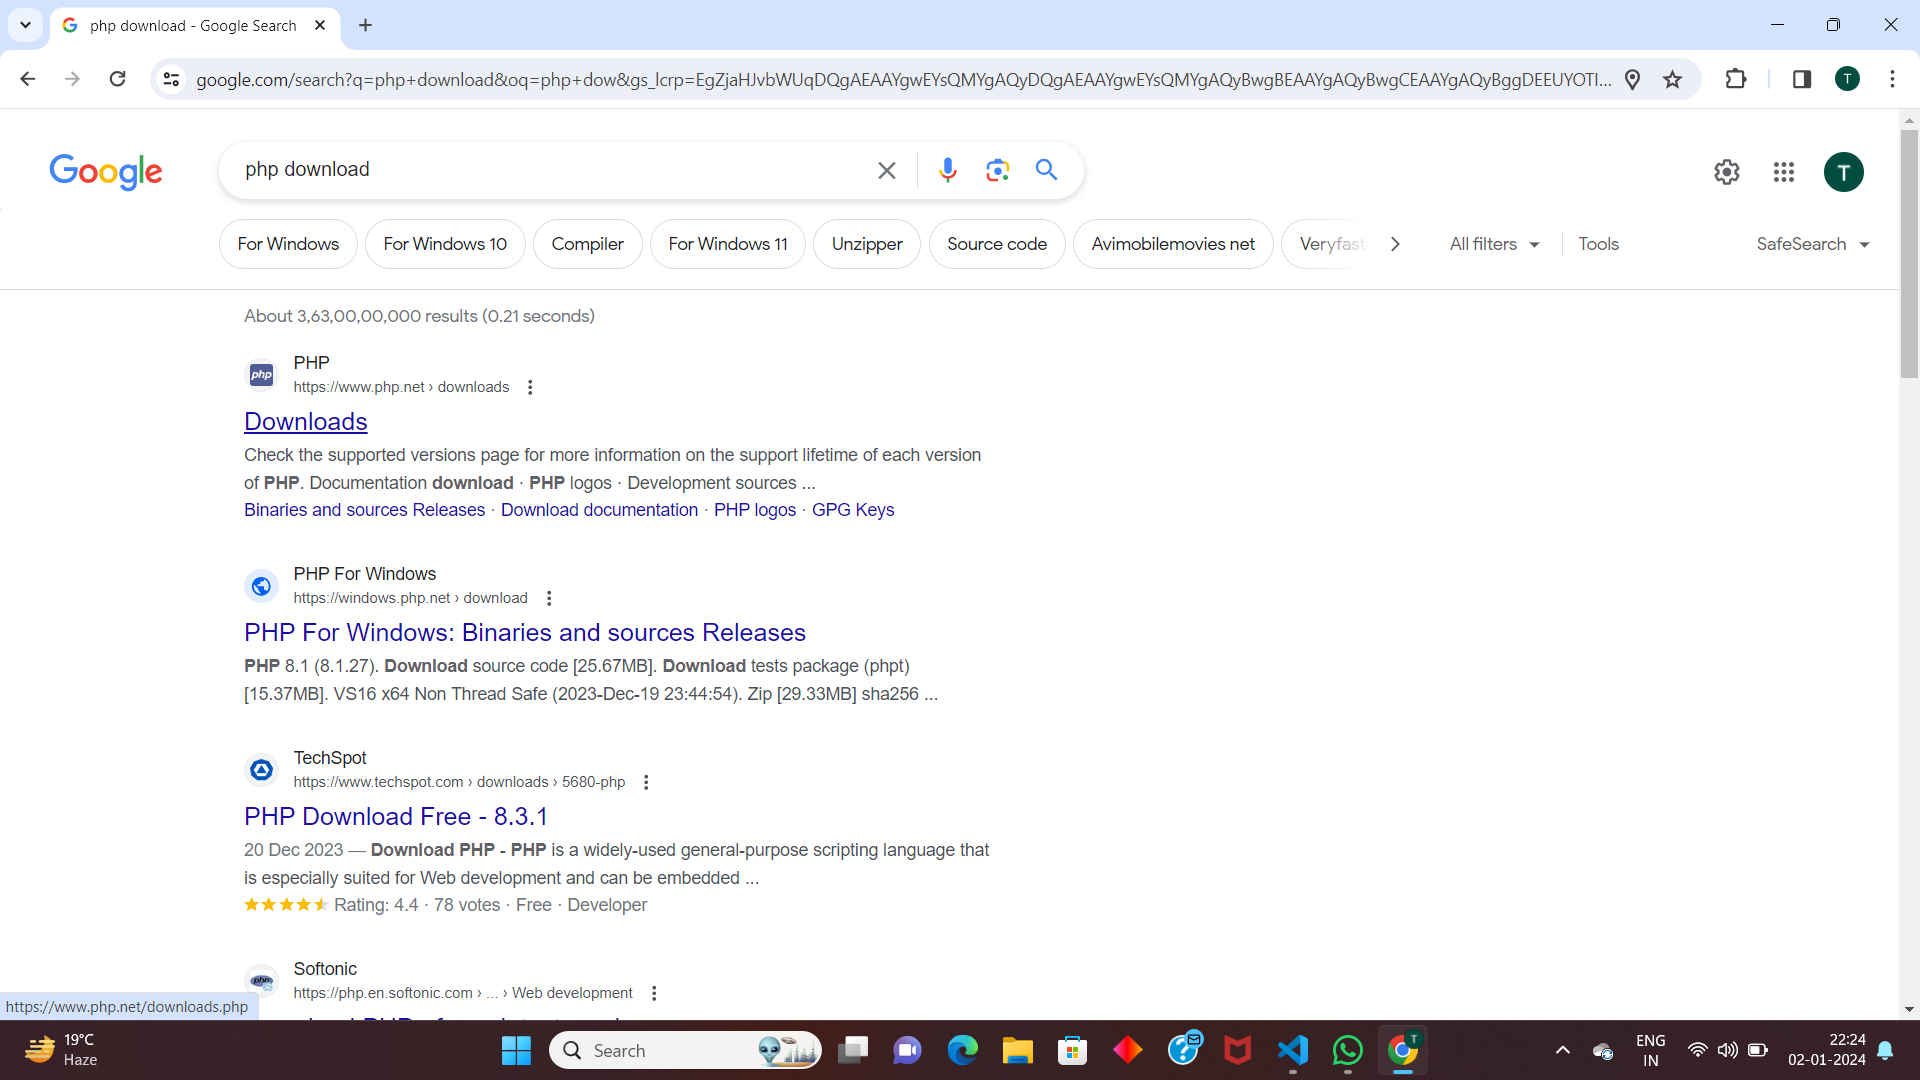 php download - Google Search
google.com/search?q=php+download&oq=php+dow&gs_lcrp=EgZjaHJvbWUqDQgAEAAYgwEYsQMYgAQyDQgAEAAYgwEYsQMYgAQyBwgBEAAYgAQyBwgCEAAYgAQyBggDEEUYOTI...
T
Google
php download
T
For Windows
For Windows 10
Compiler
For Windows 11
Unzipper
Source code
Avimobilemovies net
Veryfast
All filters
Tools
SafeSearch
About 3,63,00,00,000 results (0.21 seconds)
php
PHP
https://www.php.net › downloads
Downloads
Check the supported versions page for more information on the support lifetime of each version
of PHP. Documentation download · PHP logos · Development sources ...
Binaries and sources Releases · Download documentation · PHP logos · GPG Keys
PHP For Windows
https://windows.php.net › download
PHP For Windows: Binaries and sources Releases
PHP 8.1 (8.1.27). Download source code [25.67MB]. Download tests package (phpt)
[15.37MB]. VS16 x64 Non Thread Safe (2023-Dec-19 23:44:54). Zip [29.33MB] sha256 ...
TechSpot
https://www.techspot.com › downloads › 5680-php
PHP Download Free - 8.3.1
20 Dec 2023 — Download PHP - PHP is a widely-used general-purpose scripting language that
is especially suited for Web development and can be embedded ...
Rating: 4.4 · 78 votes · Free · Developer
php
Softonic
https://php.en.softonic.com › ... › Web development
https://www.php.net/downloads.php
19°C
Haze
Search
T
ENG
IN
22:24
02-01-2024